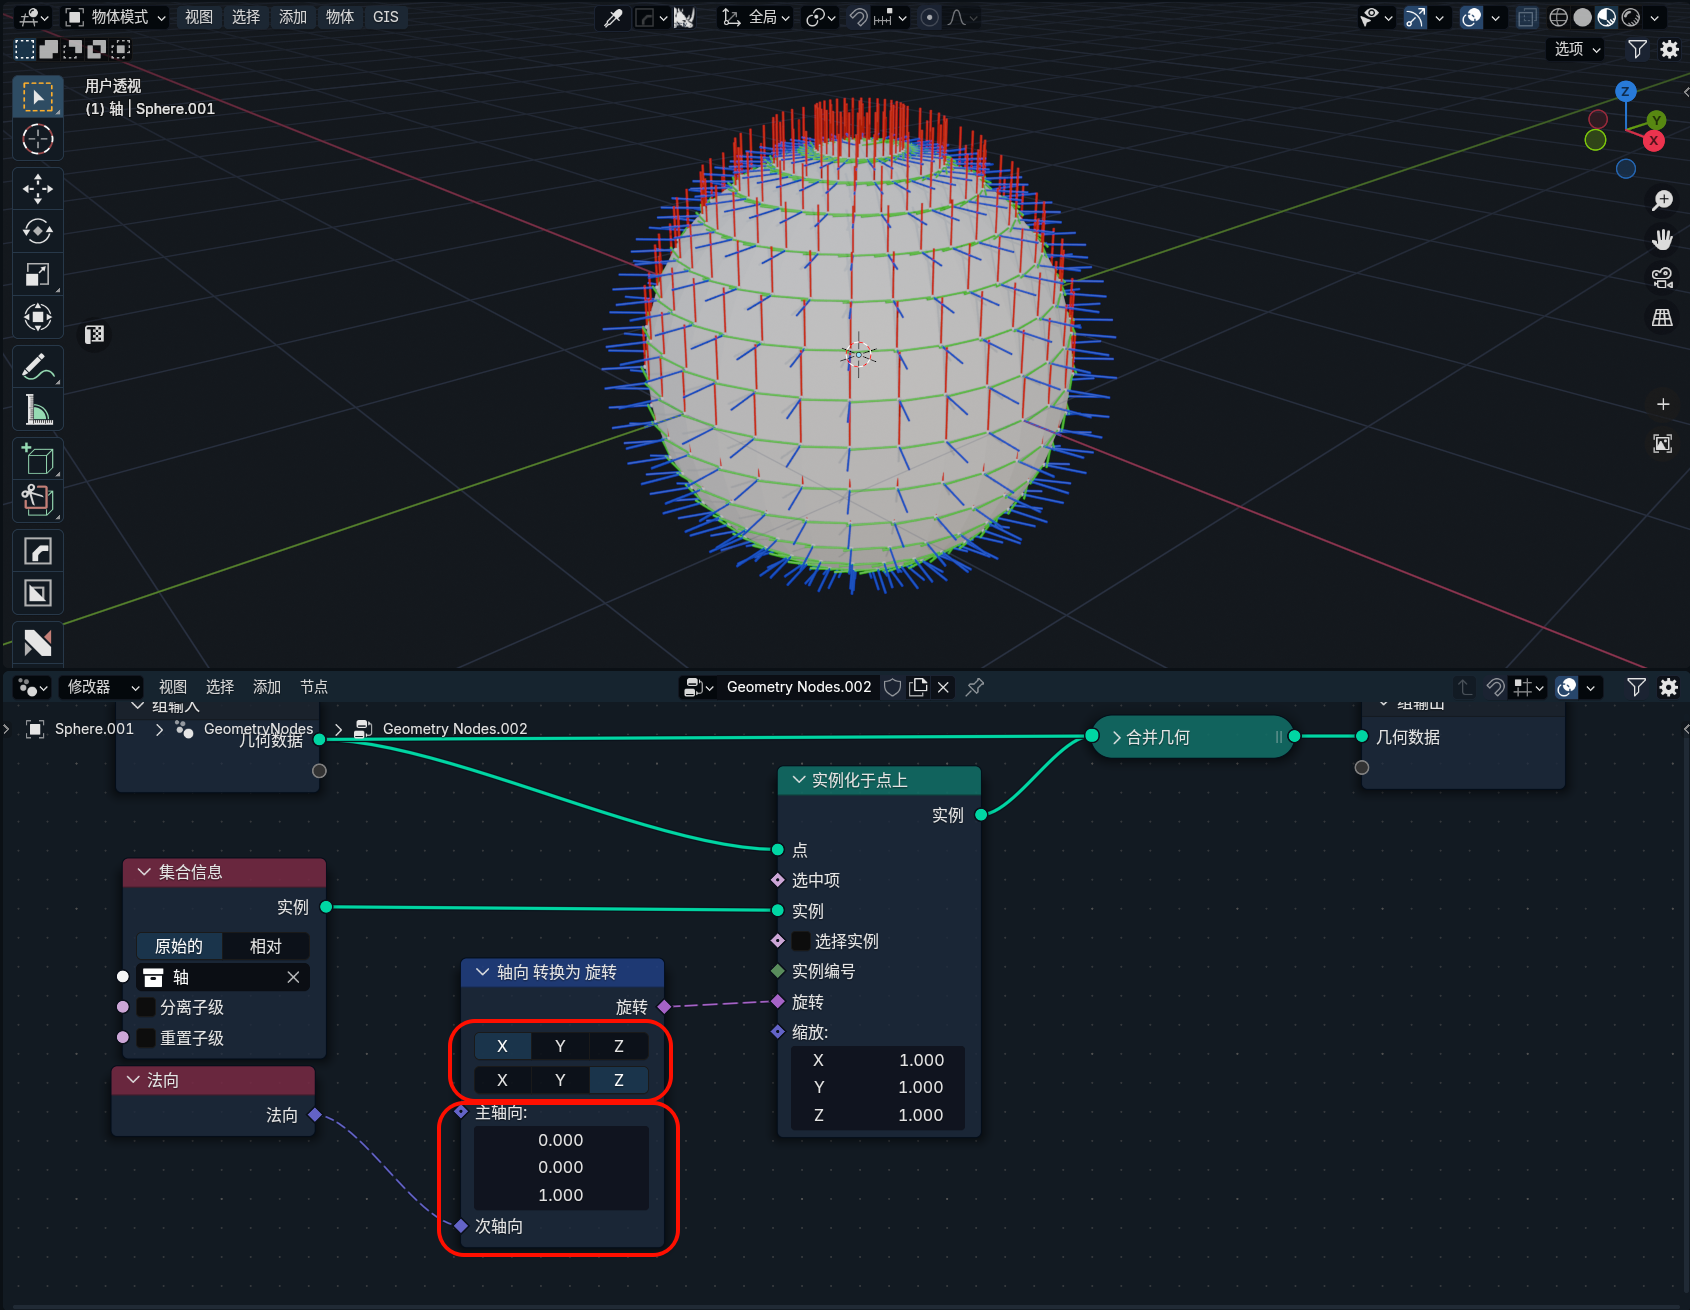 物体模式
视图
选择
添加
物体
GIS
全局
选项
用户透视
(1) 轴 | Sphere.001
Z
Y
X
修改器
视图
选择
添加
节点
Geometry Nodes.002
组输入
组输出
Sphere.001
GeometryNodes
Geometry Nodes.002
几何数据
合并几何
几何数据
实例化于点上
实例
点
选中项
实例
选择实例
实例编号
旋转
缩放:
X 1.000
Y 1.000
Z 1.000
集合信息
实例
原始的 相对
轴
分离子级
重置子级
法向
法向
轴向 转换为 旋转
旋转
X Y Z
X Y Z
主轴向:
0.000
0.000
1.000
次轴向